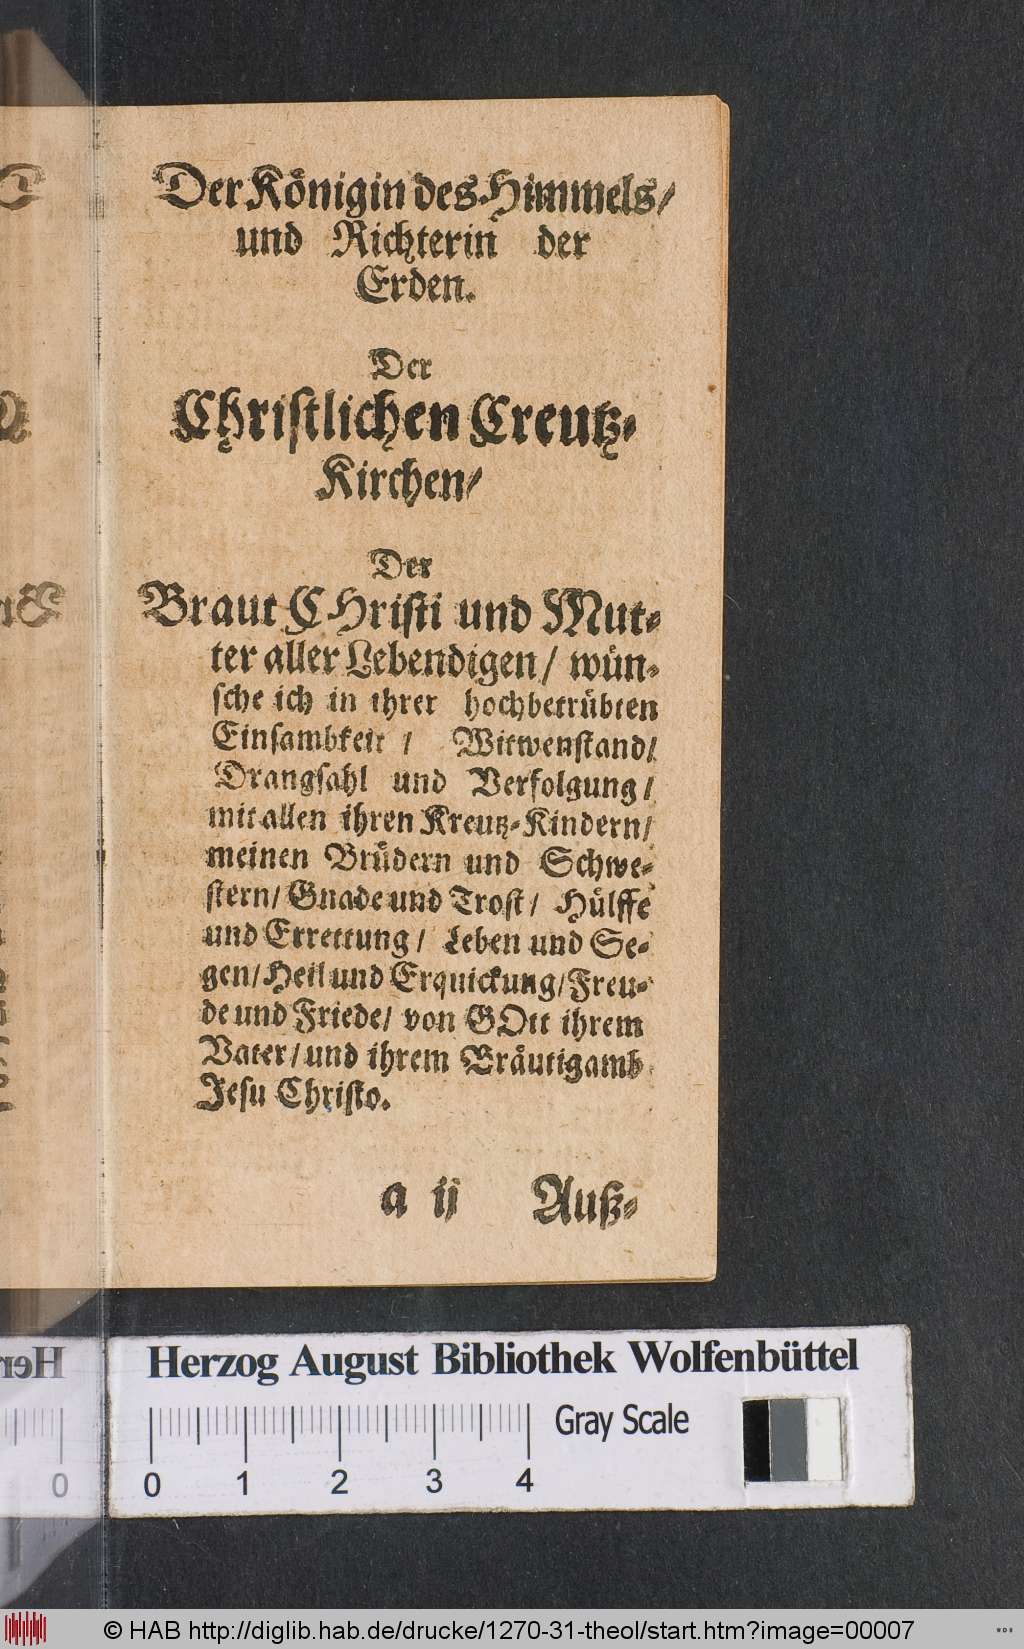 Der Königin des Himmels/
und Richterin der
Erden.
Der
Christlichen Creutz-
Kirchen/
Der
Braut CHristi und Mut-
ter aller Lebendigen/ wün-
sche ich in ihrer hochbetrübten
Einsambkeit / Witwenstand/
Drangsahl und Verfolgung/
mit allen ihren Kreutz-Kindern/
meinen Brüdern und Schwe-
stern/ Gnade und Trost/ Hülffe
und Errettung/ Leben und Se-
gen/ Heil und Erquickung/ Freu-
de und Friede/ von GOtt ihrem
Vater/ und ihrem Bräutigamb
Jesu Christo.
a ij Auß-
Herzog August Bibliothek Wolfenbüttel
0 1 2 3 4 Gray Scale
© HAB http://diglib.hab.de/drucke/1270-31-theol/start.htm?image=00007